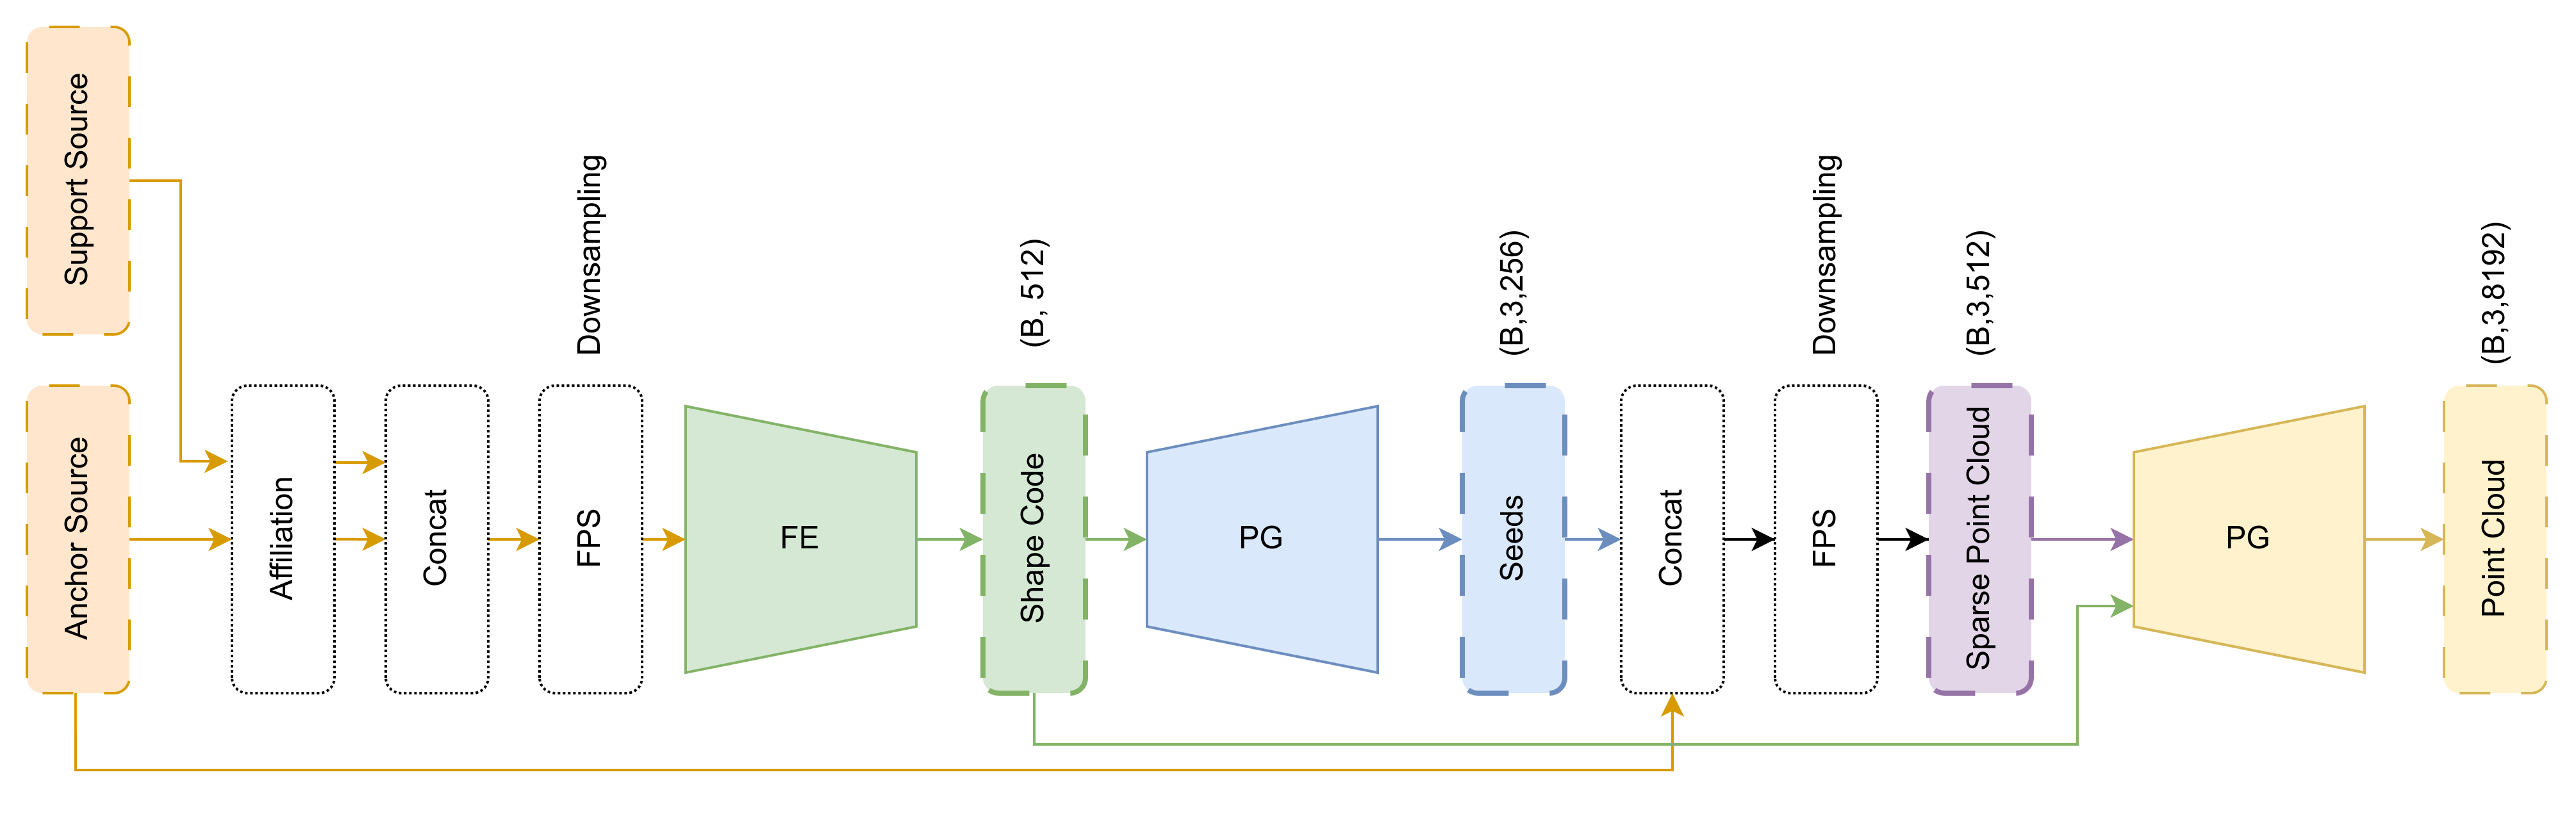 Support Source
Anchor Source
Affiliation
Concat
Downsampling
FPS
FE
(B, 512)
Shape Code
PG
(B,3,256)
Seeds
Concat
Downsampling
FPS
(B,3,512)
Sparse Point Cloud
PG
(B,3,8192)
Point Cloud